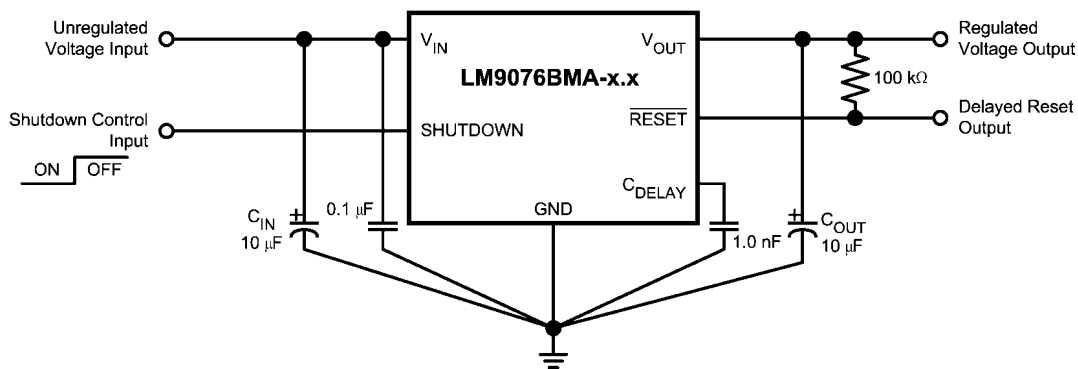 Unregulated
Voltage Input
Shutdown Control
Input
ON OFF
V_IN
V_OUT
LM9076BMA-x.x
SHUTDOWN
RESET
C_DELAY
GND
Regulated
Voltage Output
100 kΩ
Delayed Reset
Output
C_IN
10 μF
+
0.1 μF
1.0 nF
+
C_OUT
10 μF